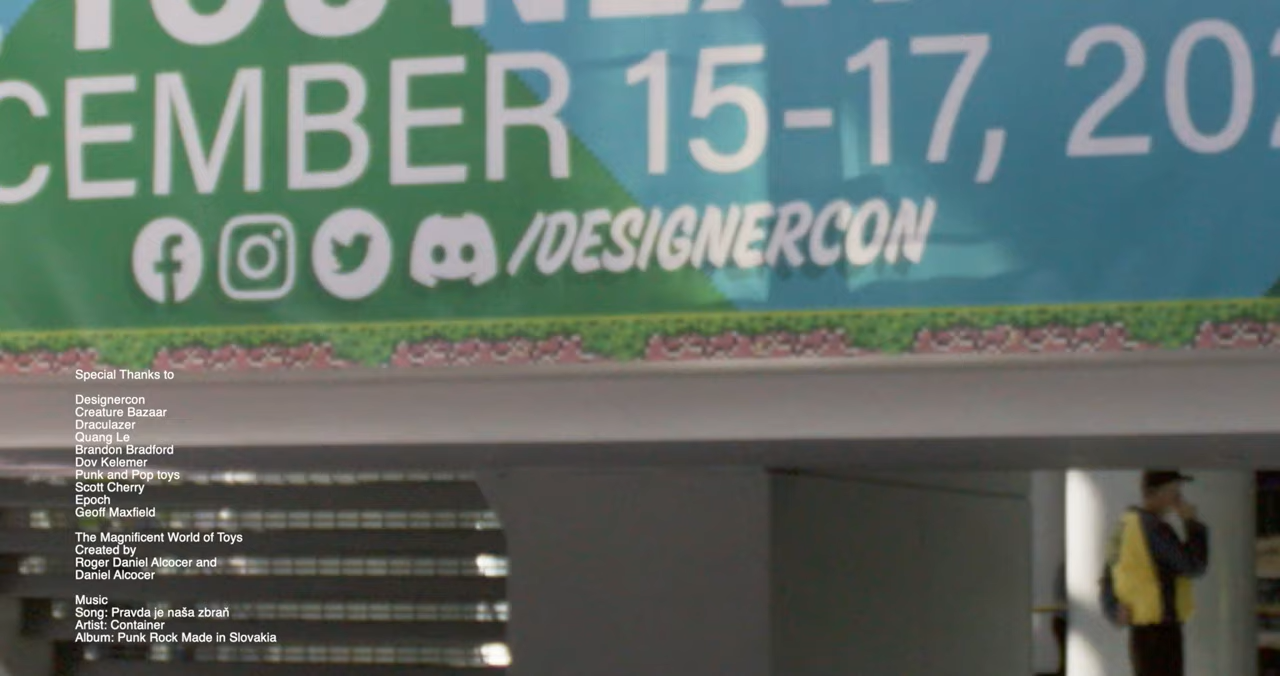 YOU NEX
CEMBER 15-17, 202
/DESIGNERCON
Special Thanks to
Designercon
Creature Bazaar
Draculazer
Quang Le
Brandon Bradford
Dov Kelemer
Punk and Pop toys
Scott Cherry
Epoch
Geoff Maxfield
The Magnificent World of Toys
Created by
Roger Daniel Alcocer and
Daniel Alcocer
Music
Song: Pravda je naša zbraň
Artist: Container
Album: Punk Rock Made in Slovakia